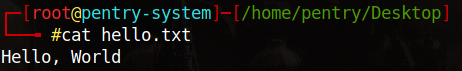 ┌─[root@pentry-system]─[/home/pentry/Desktop]
└──╼ #cat hello.txt
Hello, World